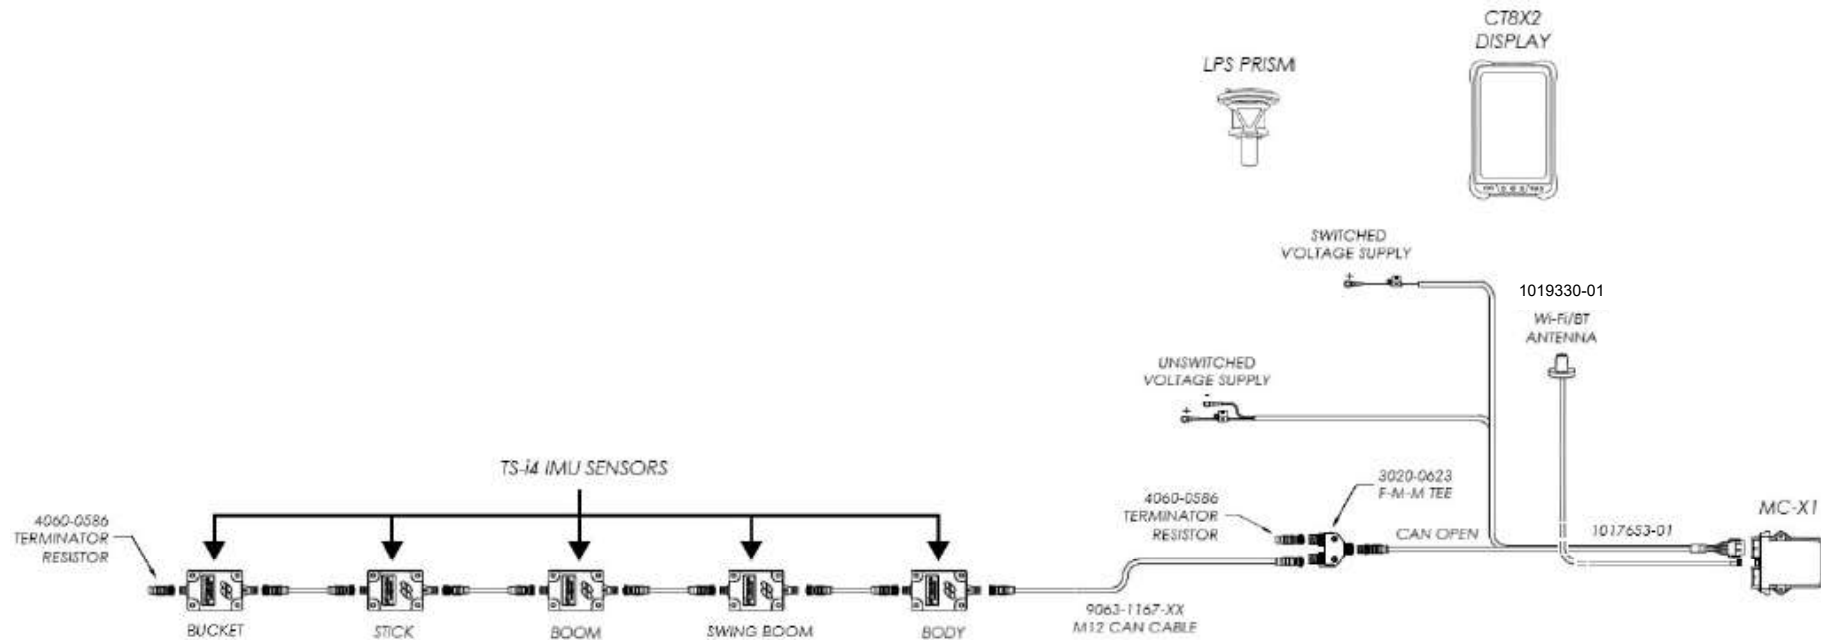 CT8X2
DISPLAY
LPS PRISM
SWITCHED
VOLTAGE SUPPLY
1019330-01
Wi-Fi/BT
ANTENNA
UNSWITCHED
VOLTAGE SUPPLY
TS-i4 IMU SENSORS
3020-0623
F-M-M TEE
4060-0586
TERMINATOR
RESISTOR
4060-0586
TERMINATOR
RESISTOR
CAN OPEN
1017653-01
MC-X1
9063-1167-XX
M12 CAN CABLE
BUCKET
STICK
BOOM
SWING BOOM
BODY